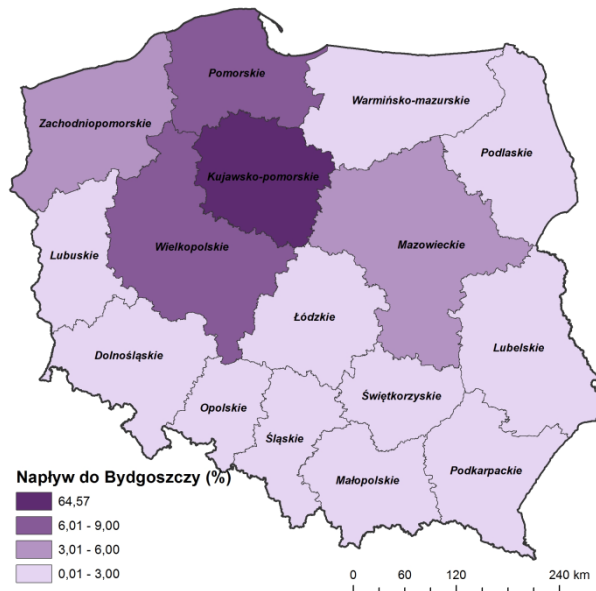 Pomorskie
Warmińsko-mazurskie
Zachodniopomorskie
Podlaskie
Kujawsko-pomorskie
Wielkopolskie
Mazowieckie
Lubuskie
Łódzkie
Lubelskie
Dolnośląskie
Świętkorzyskie
Opolskie
Śląskie
Podkarpackie
Małopolskie
Napływ do Bydgoszczy (%)
64,57
6,01 - 9,00
3,01 - 6,00
0,01 - 3,00
0 60 120 240 km